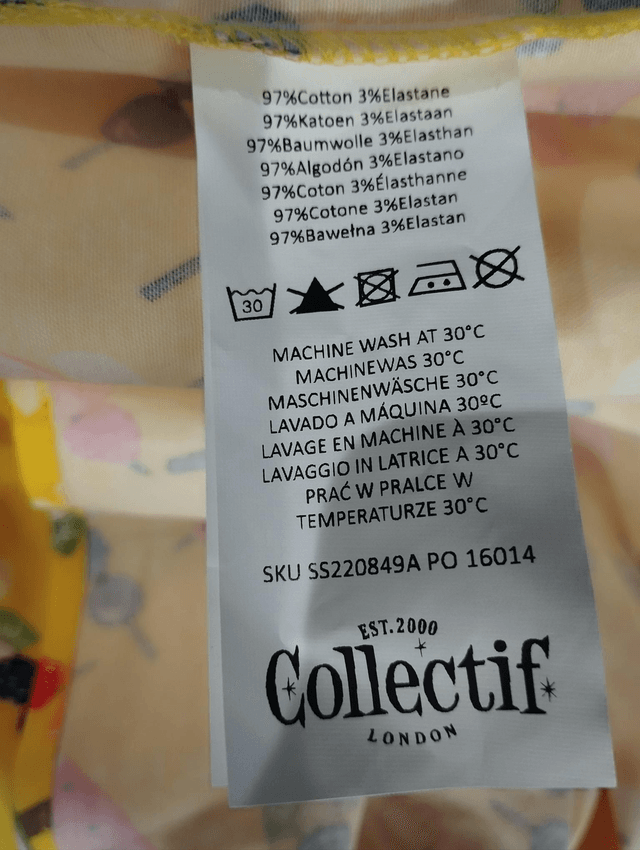 97%Cotton 3%Elastane
97%Katoen 3%Elastaan
97%Baumwolle 3%Elasthan
97%Algodón 3%Elastano
97%Coton 3%Élasthanne
97%Cotone 3%Elastan
97%Bawełna 3%Elastan
30
MACHINE WASH AT 30°C
MACHINEWAS 30°C
MASCHINENWÄSCHE 30°C
LAVADO A MÁQUINA 30ºC
LAVAGE EN MACHINE À 30°C
LAVAGGIO IN LATRICE A 30°C
PRAĆ W PRALCE W
TEMPERATURZE 30°C
SKU SS220849A PO 16014
EST.2000
Collectif
LONDON